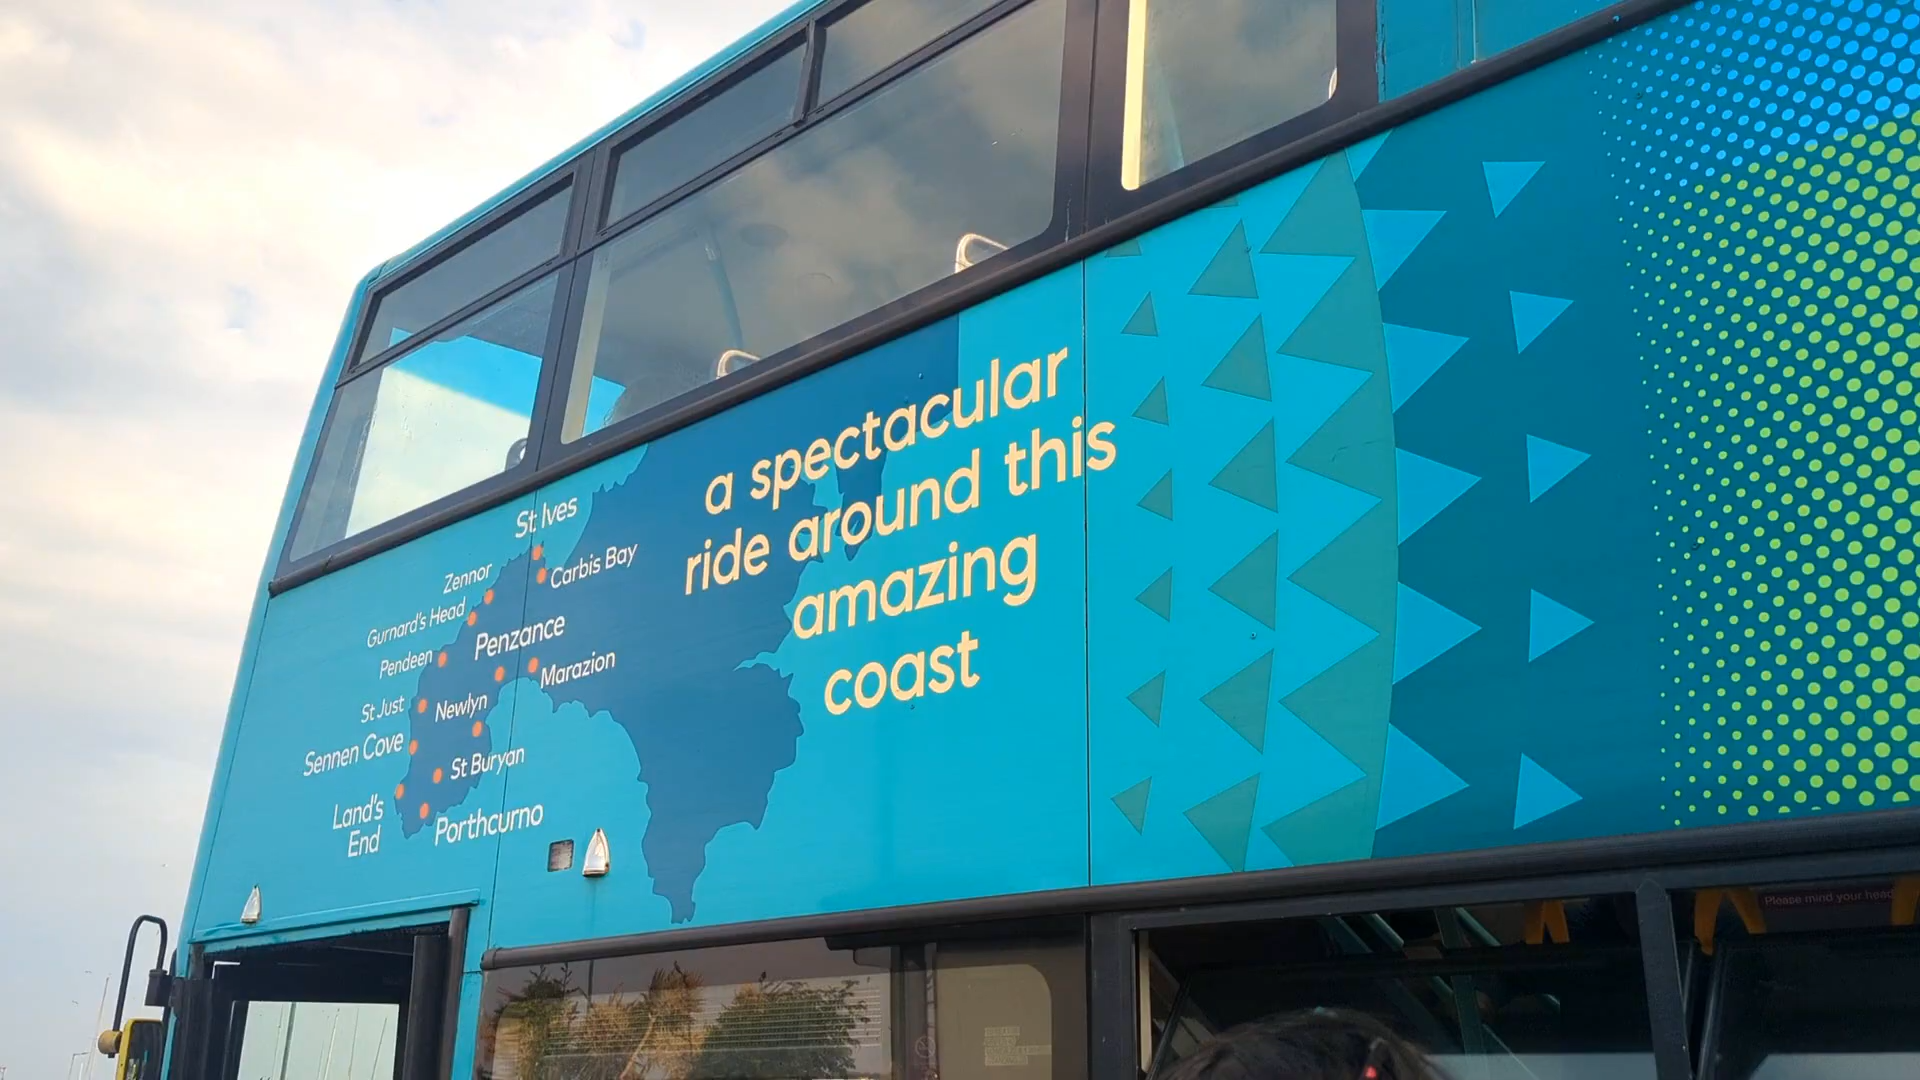 a spectacular
ride around this
amazing
coast
St Ives
Carbis Bay
Zennor
Gurnard's Head
Penzance
Pendeen
Marazion
St Just
Newlyn
Sennen Cove
St Buryan
Land's
End
Porthcurno
Please mind your head